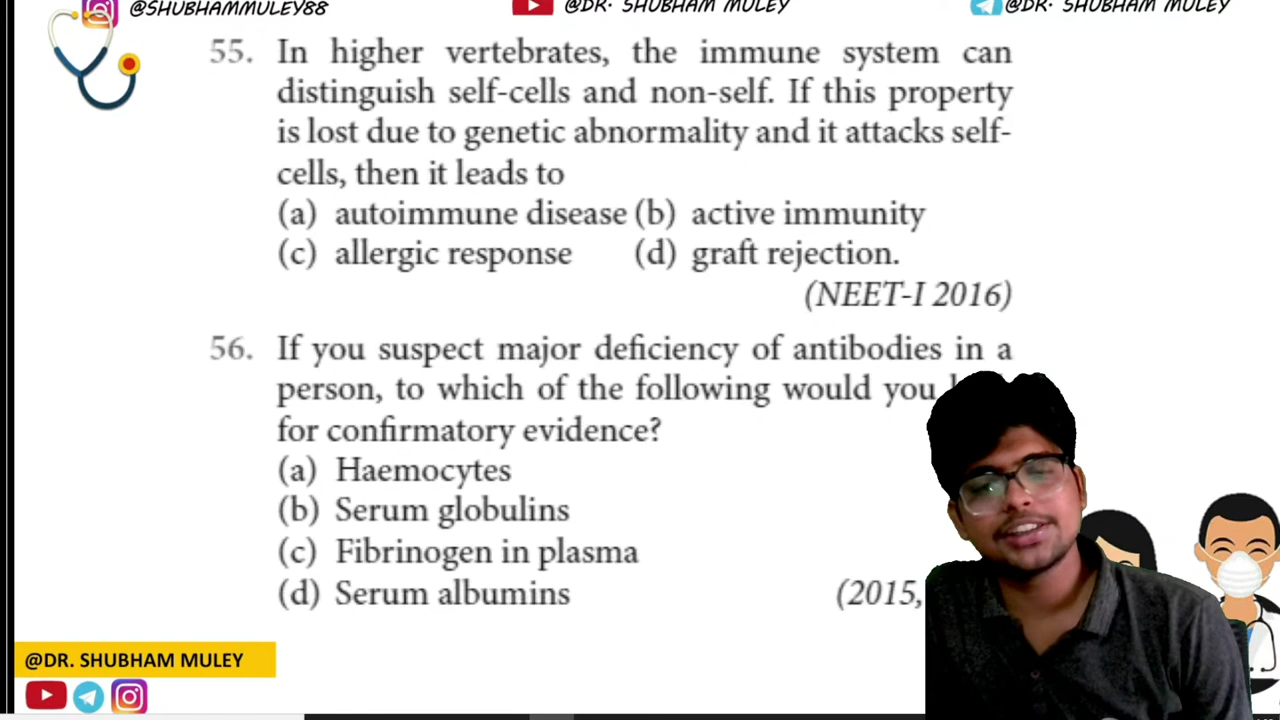 @SHUBHAMMULEY88 @DR. SHUBHAM MULEY @DR. SHUBHAM MULEY
55. In higher vertebrates, the immune system can
distinguish self-cells and non-self. If this property
is lost due to genetic abnormality and it attacks self-
cells, then it leads to
(a) autoimmune disease (b) active immunity
(c) allergic response (d) graft rejection.
(NEET-I 2016)
56. If you suspect major deficiency of antibodies in a
person, to which of the following would you
for confirmatory evidence?
(a) Haemocytes
(b) Serum globulins
(c) Fibrinogen in plasma
(d) Serum albumins (2015,
@DR. SHUBHAM MULEY